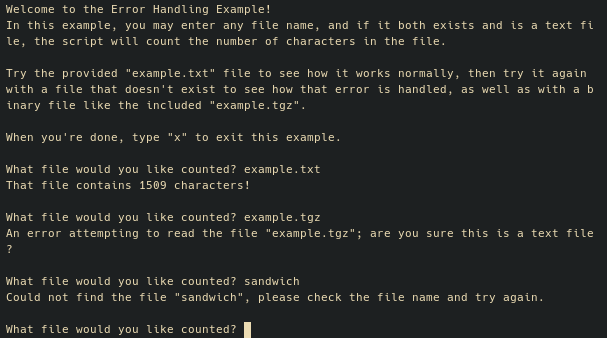 Welcome to the Error Handling Example!
In this example, you may enter any file name, and if it both exists and is a text fi
le, the script will count the number of characters in the file.
Try the provided "example.txt" file to see how it works normally, then try it again
with a file that doesn't exist to see how that error is handled, as well as with a b
inary file like the included "example.tgz".
When you're done, type "x" to exit this example.
What file would you like counted? example.txt
That file contains 1509 characters!
What file would you like counted? example.tgz
An error attempting to read the file "example.tgz"; are you sure this is a text file
?
What file would you like counted? sandwich
Could not find the file "sandwich", please check the file name and try again.
What file would you like counted?